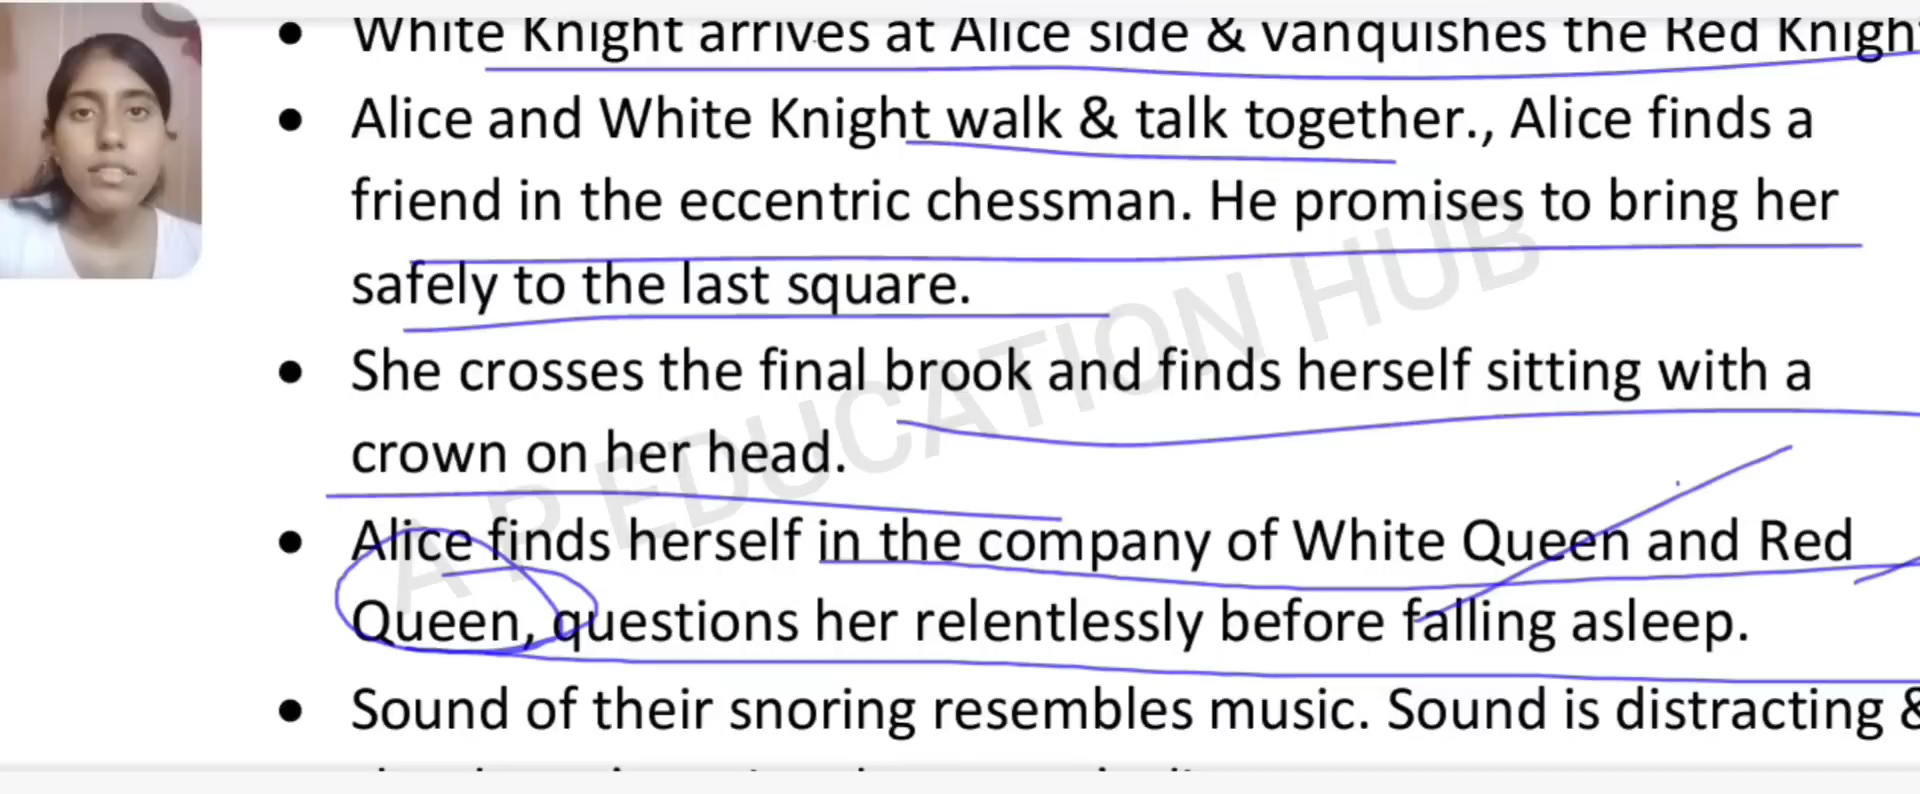 • White Knight arrives at Alice side & vanquishes the Red Knigh
• Alice and White Knight walk & talk together., Alice finds a
friend in the eccentric chessman. He promises to bring her
safely to the last square.
• She crosses the final brook and finds herself sitting with a
crown on her head.
• Alice finds herself in the company of White Queen and Red
Queen, questions her relentlessly before falling asleep.
• Sound of their snoring resembles music. Sound is distracting &
A P EDUCATION HUB